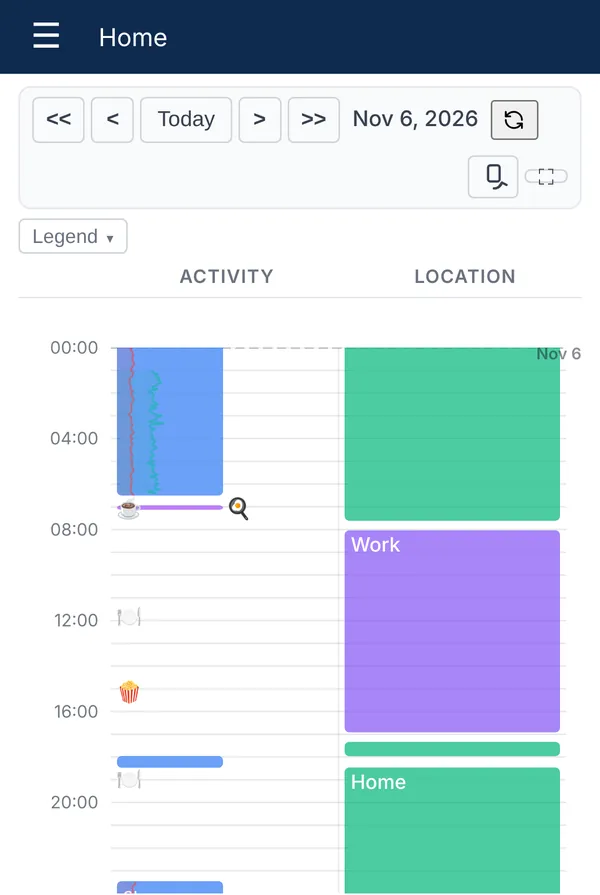 ☰ Home
<< < Today > >> Nov 6, 2026
Legend ▾
ACTIVITY LOCATION
00:00 Nov 6
04:00
08:00
Work
12:00
16:00
Home
20:00